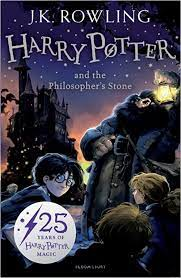 J.K. ROWLING
HARRY POTTER
and the
PHILOSOPHER'S STONE
25
YEARS OF
HARRY POTTER
MAGIC
BLOOMSBURY